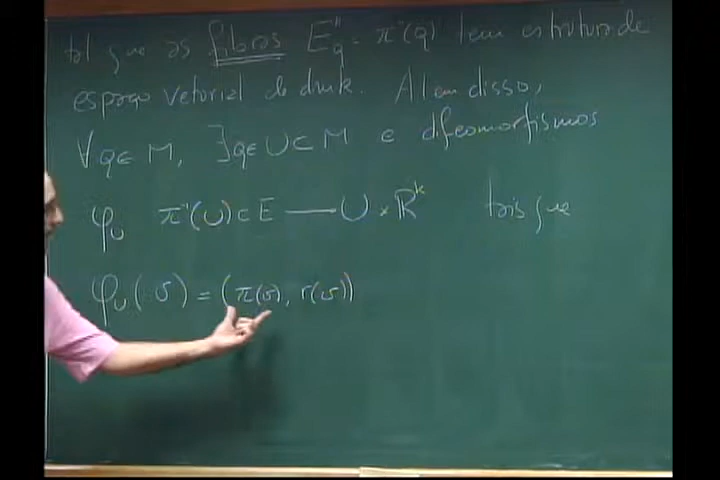 tal que as fibras E_q = π⁻¹(q) tem estrutura de
espaço vetorial de dim k. Alem disso,
∀ q ∈ M, ∃ q ∈ U ⊂ M e difeomorfismos
φ_U π⁻¹(U) ⊂ E — U × ℝ^k tais que
φ_U(v) = (π(v), r(v))